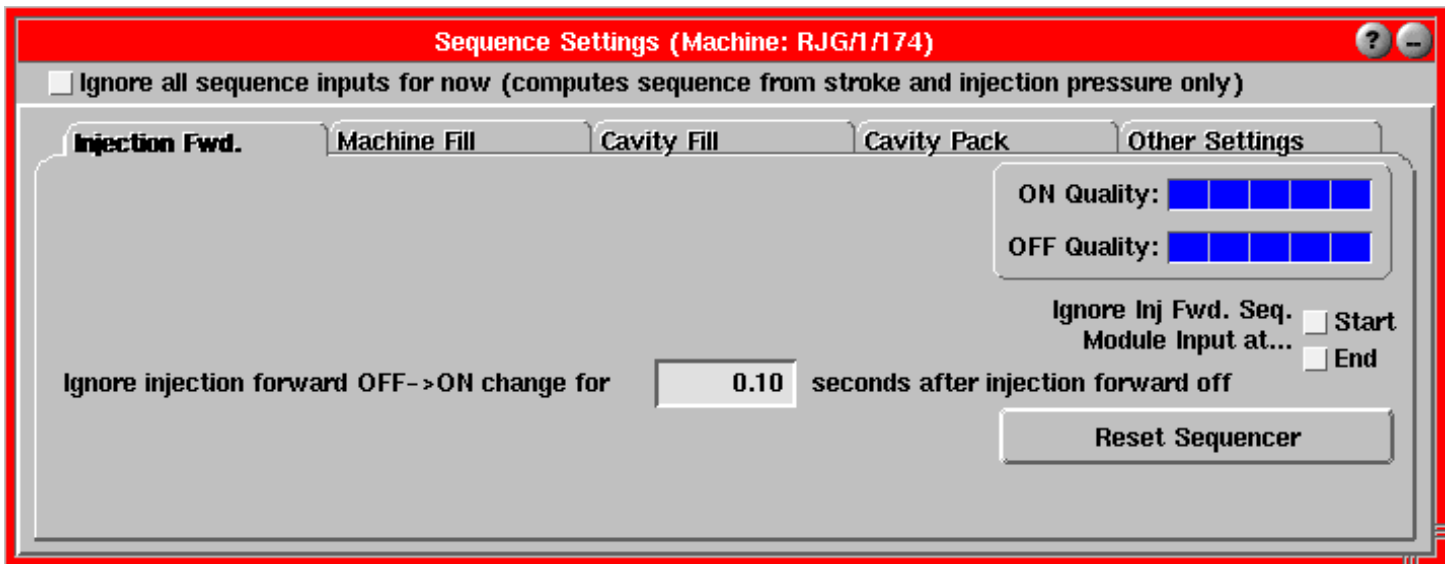 Sequence Settings (Machine: RJG/1/174)
?
Ignore all sequence inputs for now (computes sequence from stroke and injection pressure only)
Injection Fwd.
Machine Fill
Cavity Fill
Cavity Pack
Other Settings
ON Quality:
OFF Quality:
Ignore Inj Fwd. Seq.
Module Input at...
Start
End
Ignore injection forward OFF->ON change for 0.10 seconds after injection forward off
Reset Sequencer